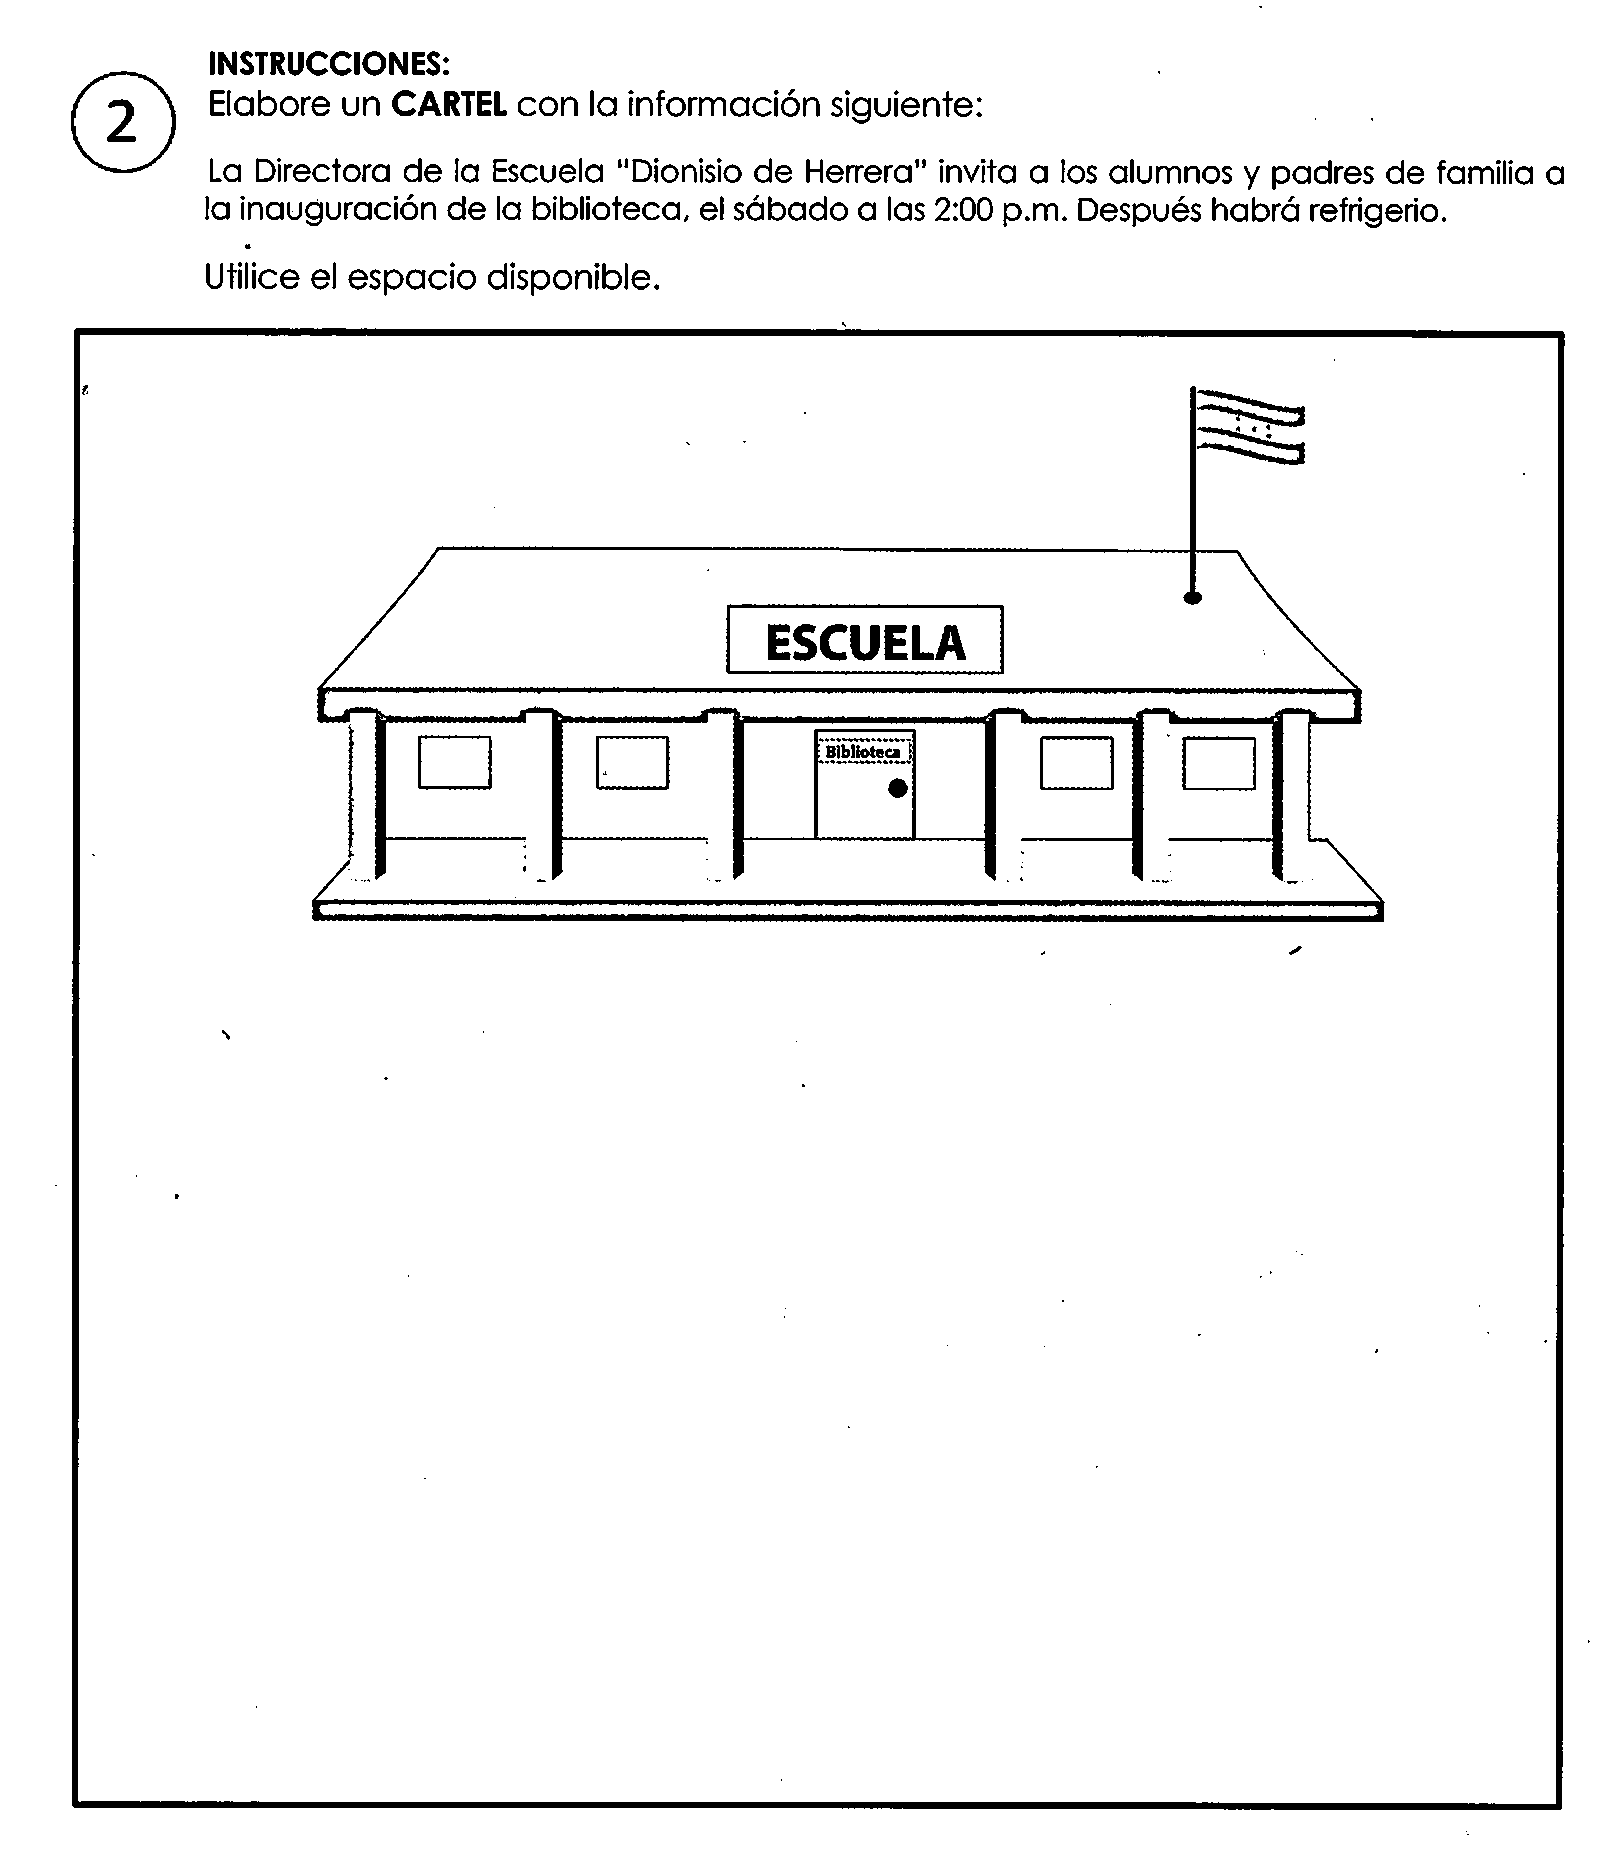 INSTRUCCIONES:
2
Elabore un CARTEL con la información siguiente:
La Directora de la Escuela "Dionisio de Herrera" invita a los alumnos y padres de familia a
la inauguración de la biblioteca, el sábado a las 2:00 p.m. Después habrá refrigerio.
Utilice el espacio disponible.
ESCUELA
Biblioteca